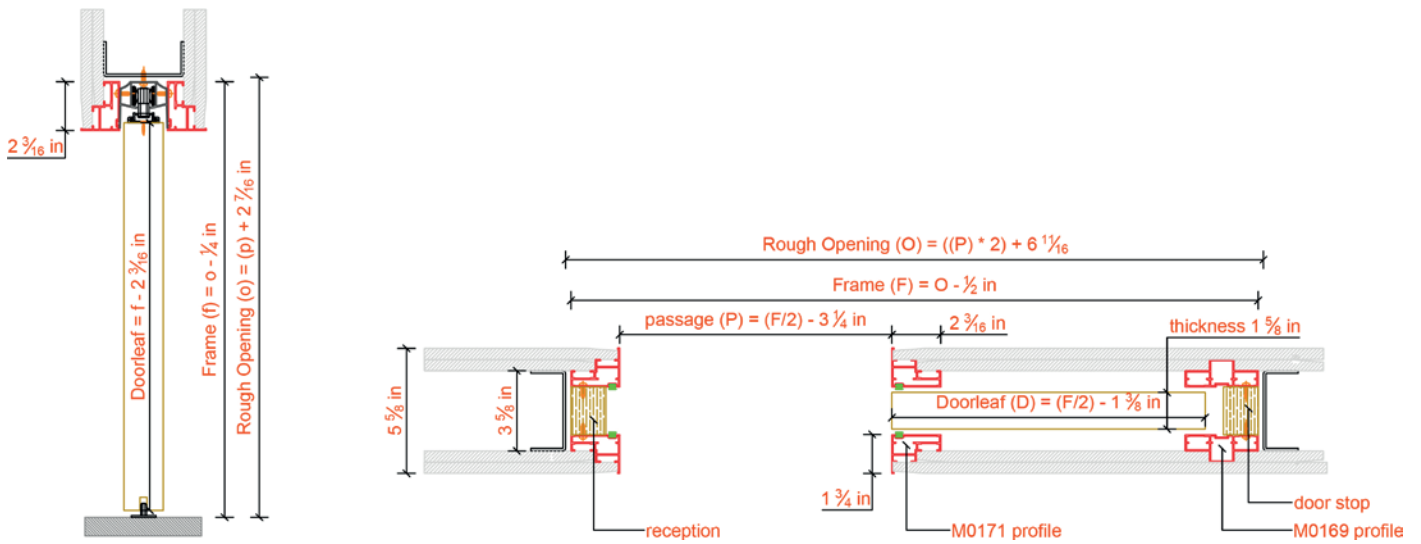 2 3⁄16 in
Doorleaf = f - 2 3⁄16 in
Frame (f) = o - 1⁄4 in
Rough Opening (o) = (p) + 2 7⁄16 in
Rough Opening (O) = ((P) * 2) + 6 11⁄16
Frame (F) = O - 1⁄2 in
passage (P) = (F/2) - 3 1⁄4 in
2 3⁄16 in
thickness 1 5⁄8 in
5 5⁄8 in
3 5⁄8 in
Doorleaf (D) = (F/2) - 1 3⁄8 in
1 3⁄4 in
door stop
reception
M0171 profile
M0169 profile